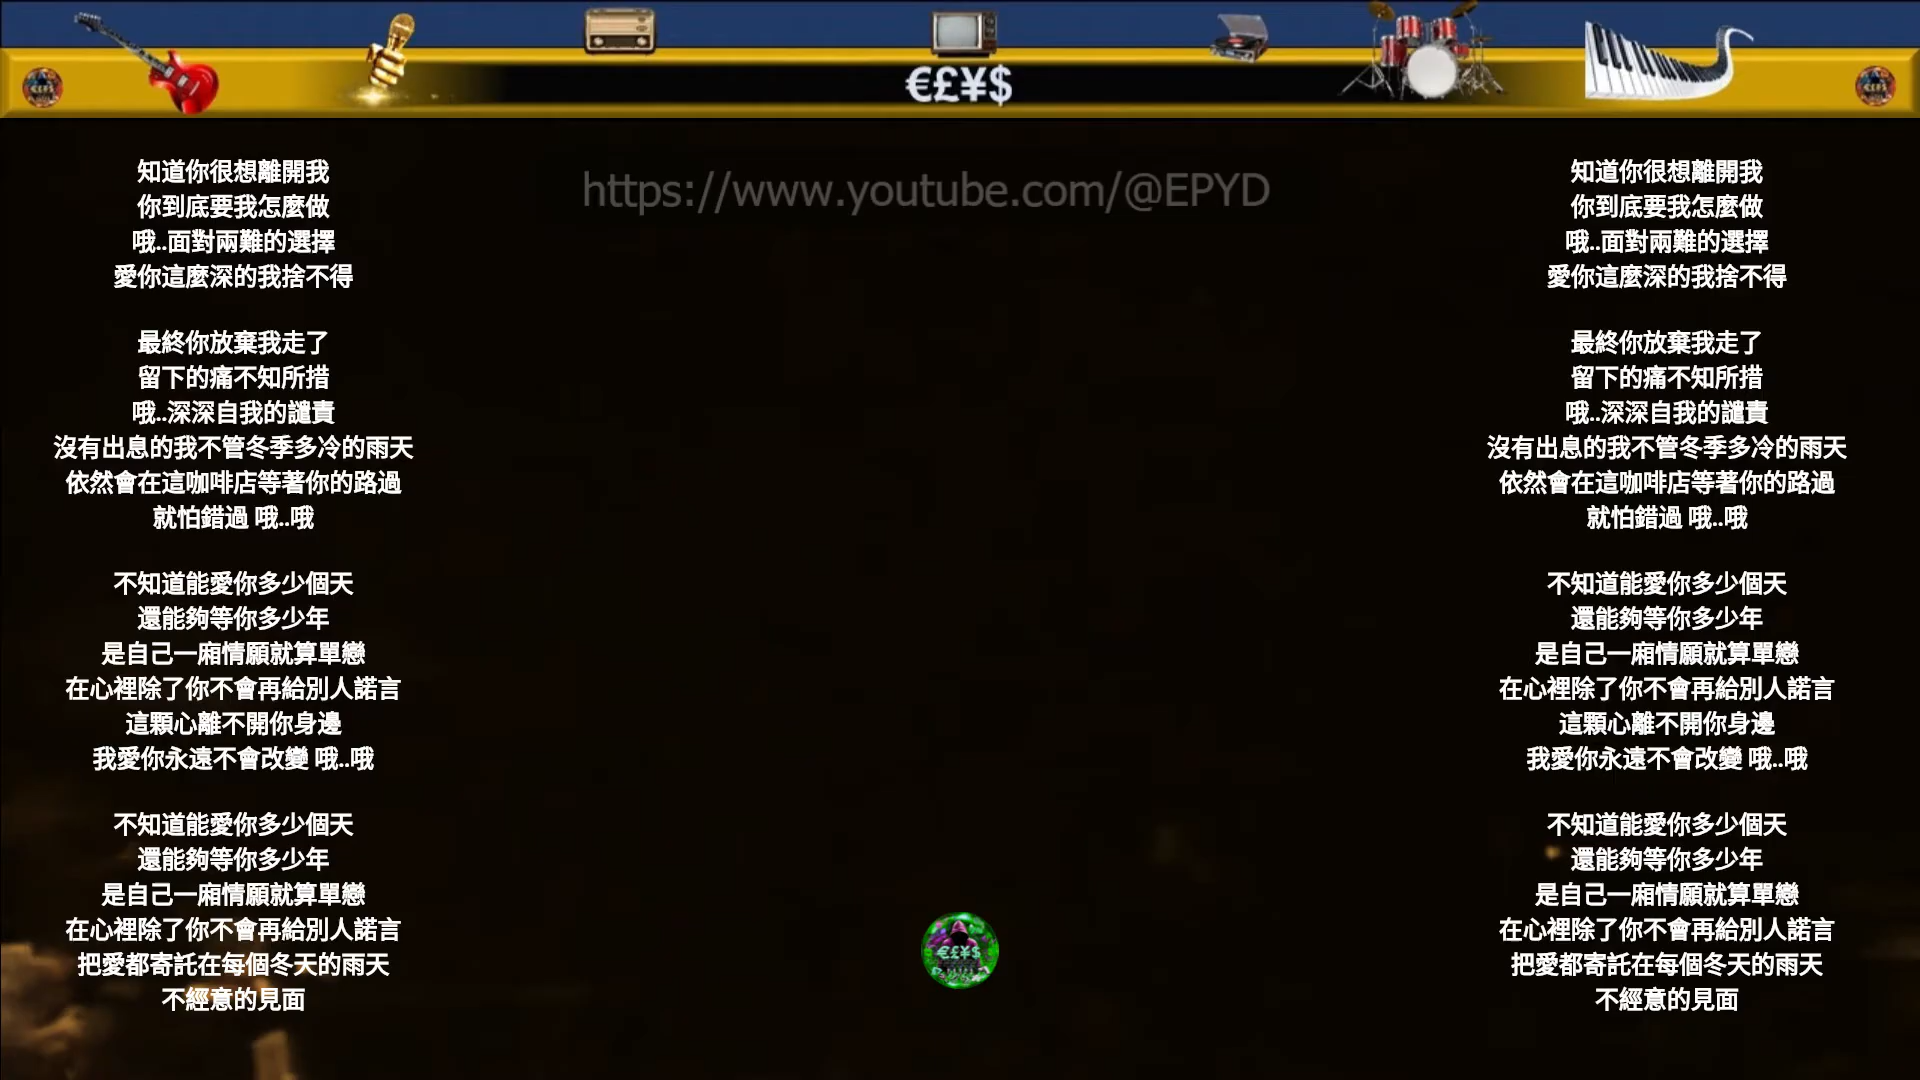 €£¥$
https://www.youtube.com/@EPYD
知道你很想離開我
你到底要我怎麼做
哦..面對兩難的選擇
愛你這麼深的我捨不得
最終你放棄我走了
留下的痛不知所措
哦..深深自我的譴責
沒有出息的我不管冬季多冷的雨天
依然會在這咖啡店等著你的路過
就怕錯過 哦..哦
不知道能愛你多少個天
還能夠等你多少年
是自己一廂情願就算單戀
在心裡除了你不會再給別人諾言
這顆心離不開你身邊
我愛你永遠不會改變 哦..哦
不知道能愛你多少個天
還能夠等你多少年
是自己一廂情願就算單戀
在心裡除了你不會再給別人諾言
把愛都寄託在每個冬天的雨天
不經意的見面
€£¥$
知道你很想離開我
你到底要我怎麼做
哦..面對兩難的選擇
愛你這麼深的我捨不得
最終你放棄我走了
留下的痛不知所措
哦..深深自我的譴責
沒有出息的我不管冬季多冷的雨天
依然會在這咖啡店等著你的路過
就怕錯過 哦..哦
不知道能愛你多少個天
還能夠等你多少年
是自己一廂情願就算單戀
在心裡除了你不會再給別人諾言
這顆心離不開你身邊
我愛你永遠不會改變 哦..哦
不知道能愛你多少個天
還能夠等你多少年
是自己一廂情願就算單戀
在心裡除了你不會再給別人諾言
把愛都寄託在每個冬天的雨天
不經意的見面